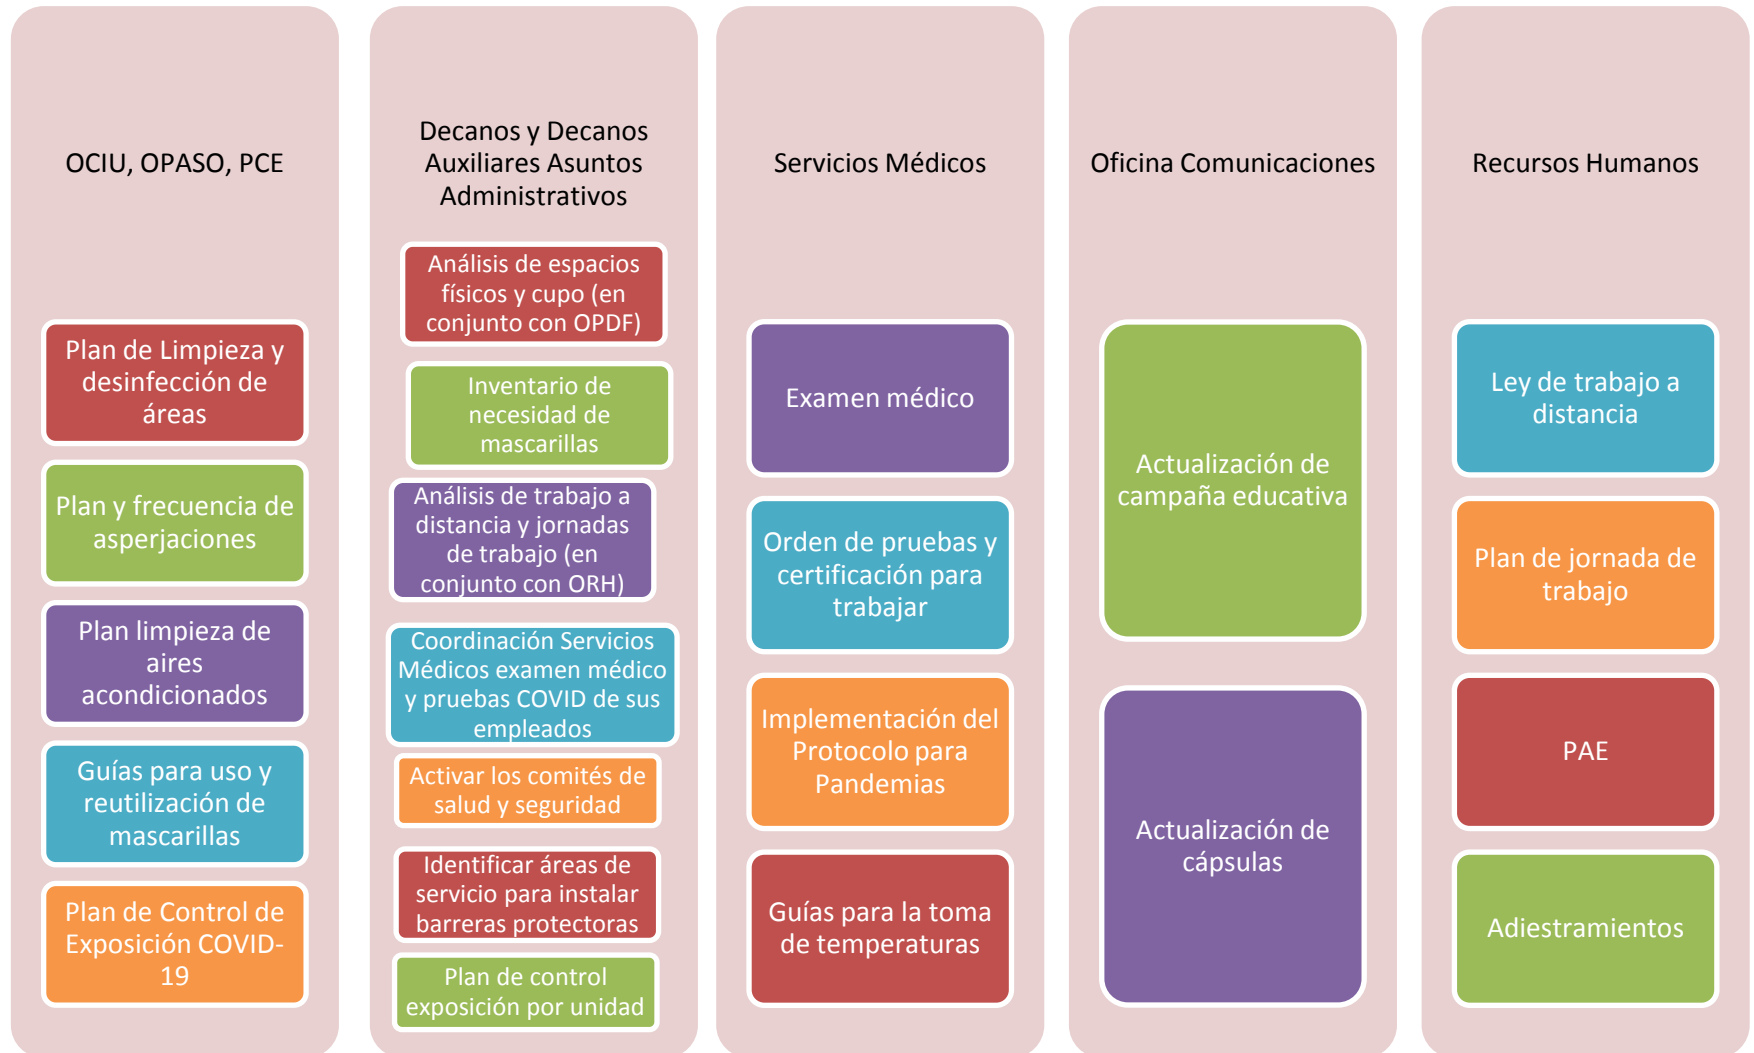 OCIU, OPASO, PCE
Plan de Limpieza y
desinfección de
áreas
Plan y frecuencia de
asperjaciones
Plan limpieza de
aires
acondicionados
Guías para uso y
reutilización de
mascarillas
Plan de Control de
Exposición COVID-
19
Decanos y Decanos
Auxiliares Asuntos
Administrativos
Análisis de espacios
físicos y cupo (en
conjunto con OPDF)
Inventario de
necesidad de
mascarillas
Análisis de trabajo a
distancia y jornadas
de trabajo (en
conjunto con ORH)
Coordinación Servicios
Médicos examen médico
y pruebas COVID de sus
empleados
Activar los comités de
salud y seguridad
Identificar áreas de
servicio para instalar
barreras protectoras
Plan de control
exposición por unidad
Servicios Médicos
Examen médico
Orden de pruebas y
certificación para
trabajar
Implementación del
Protocolo para
Pandemias
Guías para la toma
de temperaturas
Oficina Comunicaciones
Actualización de
campaña educativa
Actualización de
cápsulas
Recursos Humanos
Ley de trabajo a
distancia
Plan de jornada de
trabajo
PAE
Adiestramientos